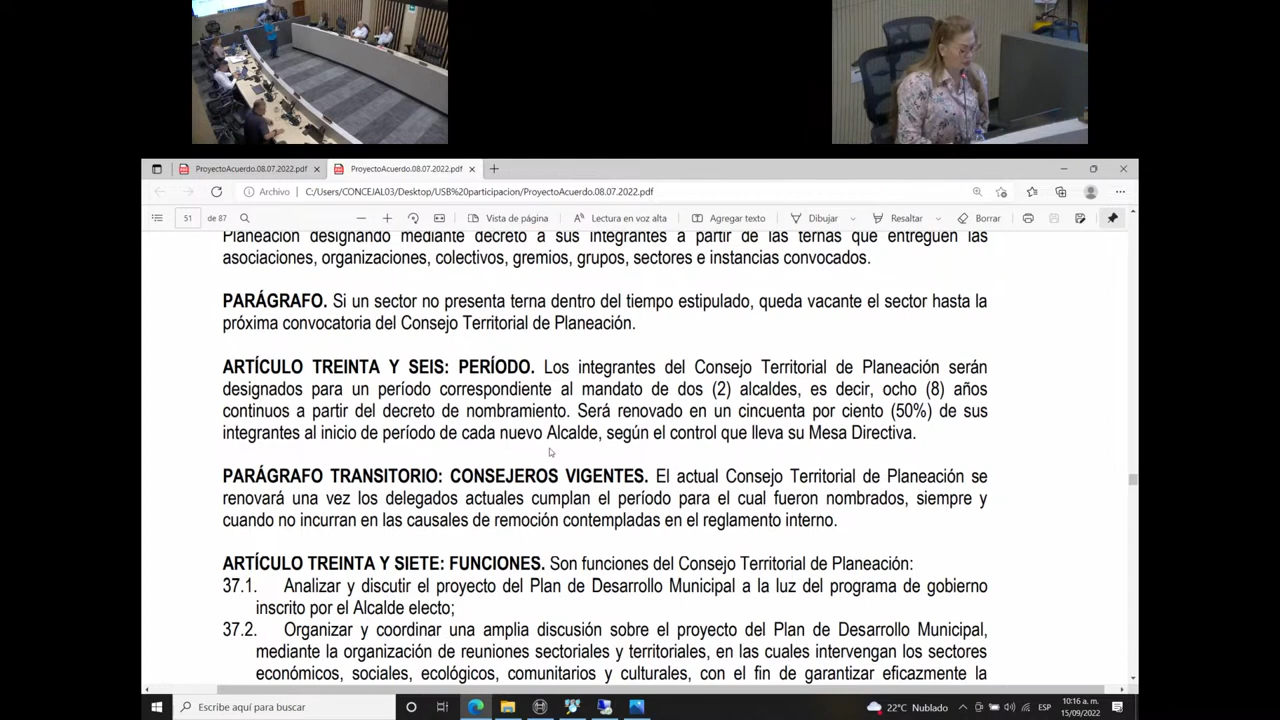 ProyectoAcuerdo.08.07.2022.pdf
ProyectoAcuerdo.08.07.2022.pdf
Archivo
C:/Users/CONCEJAL03/Desktop/USB%20participacion/ProyectoAcuerdo.08.07.2022.pdf
51 de 87
Vista de página
Lectura en voz alta
Agregar texto
Dibujar
Resaltar
Borrar
Planeación designando mediante decreto a sus integrantes a partir de las ternas que entreguen las
asociaciones, organizaciones, colectivos, gremios, grupos, sectores e instancias convocados.
PARÁGRAFO. Si un sector no presenta terna dentro del tiempo estipulado, queda vacante el sector hasta la
próxima convocatoria del Consejo Territorial de Planeación.
ARTÍCULO TREINTA Y SEIS: PERÍODO. Los integrantes del Consejo Territorial de Planeación serán
designados para un período correspondiente al mandato de dos (2) alcaldes, es decir, ocho (8) años
continuos a partir del decreto de nombramiento. Será renovado en un cincuenta por ciento (50%) de sus
integrantes al inicio de período de cada nuevo Alcalde, según el control que lleva su Mesa Directiva.
PARÁGRAFO TRANSITORIO: CONSEJEROS VIGENTES. El actual Consejo Territorial de Planeación se
renovará una vez los delegados actuales cumplan el período para el cual fueron nombrados, siempre y
cuando no incurran en las causales de remoción contempladas en el reglamento interno.
ARTÍCULO TREINTA Y SIETE: FUNCIONES. Son funciones del Consejo Territorial de Planeación:
37.1. Analizar y discutir el proyecto del Plan de Desarrollo Municipal a la luz del programa de gobierno
inscrito por el Alcalde electo;
37.2. Organizar y coordinar una amplia discusión sobre el proyecto del Plan de Desarrollo Municipal,
mediante la organización de reuniones sectoriales y territoriales, en las cuales intervengan los sectores
económicos, sociales, ecológicos, comunitarios y culturales, con el fin de garantizar eficazmente la
Escribe aquí para buscar
22°C Nublado
ESP
10:16 a. m.
15/09/2022